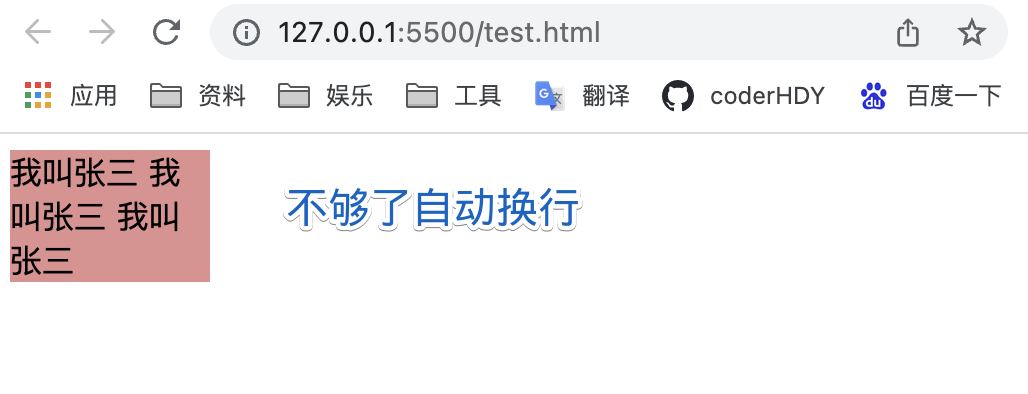 127.0.0.1:5500/test.html
应用 资料 娱乐 工具 翻译 coderHDY 百度一下
我叫张三 我
叫张三 我叫
张三
不够了自动换行